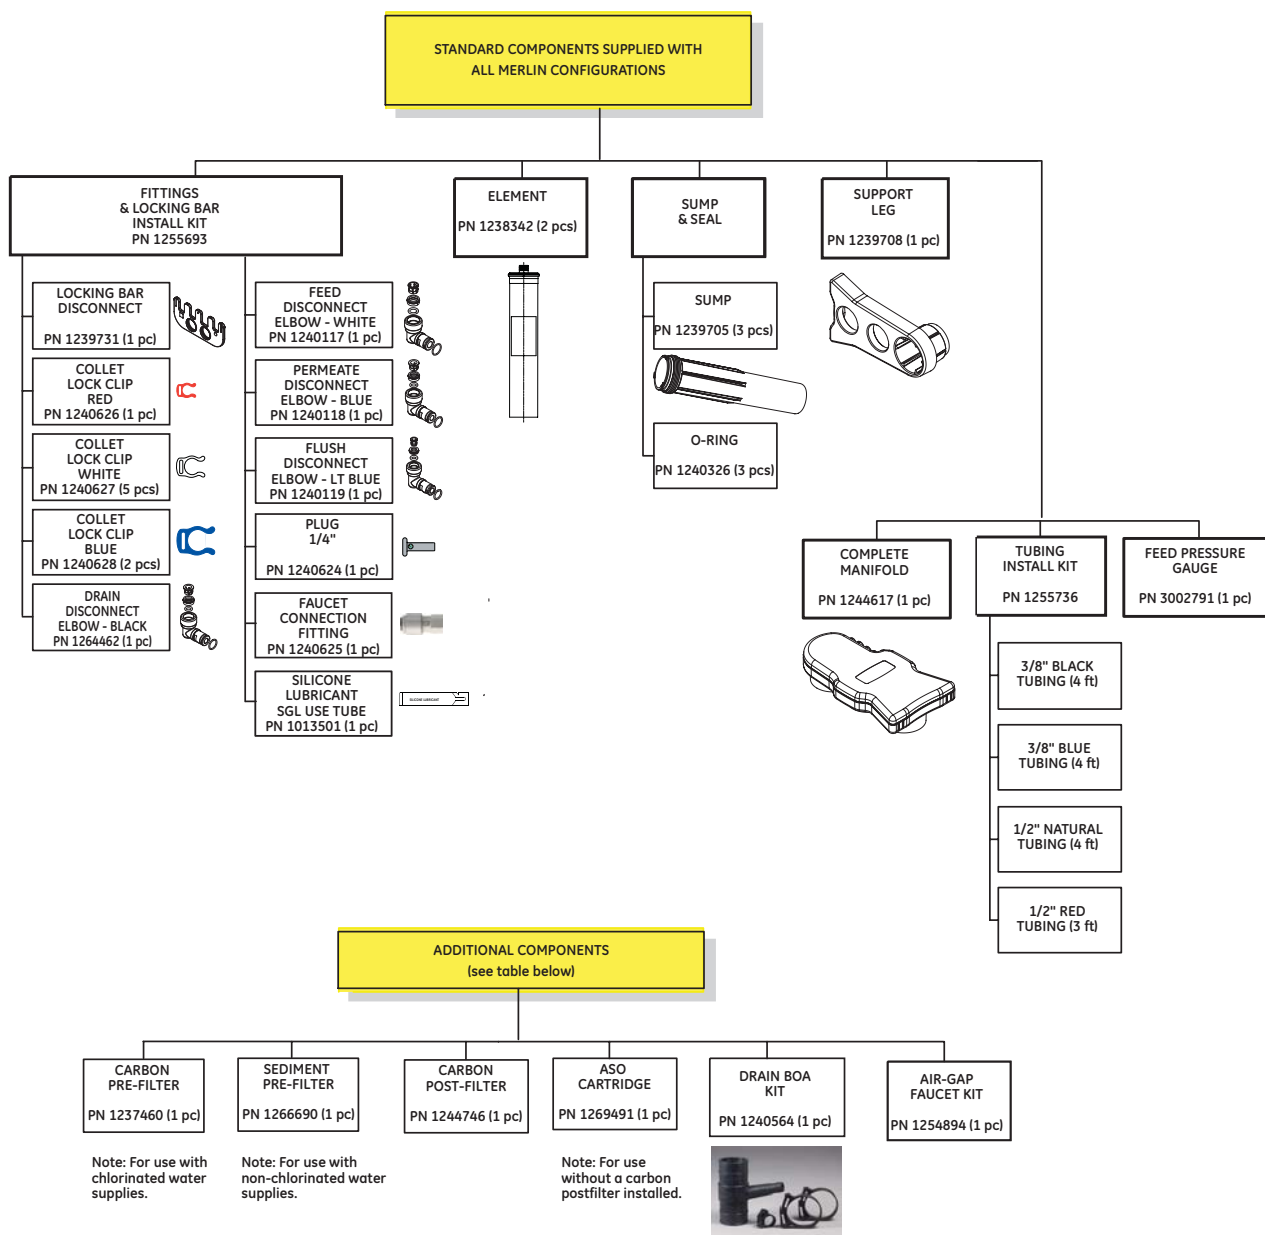 STANDARD COMPONENTS SUPPLIED WITH
ALL MERLIN CONFIGURATIONS
FITTINGS
& LOCKING BAR
INSTALL KIT
PN 1255693
ELEMENT
PN 1238342 (2 pcs)
SUMP
& SEAL
SUPPORT
LEG
PN 1239708 (1 pc)
LOCKING BAR
DISCONNECT
PN 1239731 (1 pc)
COLLET
LOCK CLIP
RED
PN 1240626 (1 pc)
COLLET
LOCK CLIP
WHITE
PN 1240627 (5 pcs)
COLLET
LOCK CLIP
BLUE
PN 1240628 (2 pcs)
DRAIN
DISCONNECT
ELBOW - BLACK
PN 1264462 (1 pc)
FEED
DISCONNECT
ELBOW - WHITE
PN 1240117 (1 pc)
PERMEATE
DISCONNECT
ELBOW - BLUE
PN 1240118 (1 pc)
FLUSH
DISCONNECT
ELBOW - LT BLUE
PN 1240119 (1 pc)
PLUG
1/4"
PN 1240624 (1 pc)
FAUCET
CONNECTION
FITTING
PN 1240625 (1 pc)
SILICONE
LUBRICANT
SGL USE TUBE
PN 1013501 (1 pc)
SILICONE LUBRICANT
SUMP
PN 1239705 (3 pcs)
O-RING
PN 1240326 (3 pcs)
COMPLETE
MANIFOLD
PN 1244617 (1 pc)
TUBING
INSTALL KIT
PN 1255736
FEED PRESSURE
GAUGE
PN 3002791 (1 pc)
3/8" BLACK
TUBING (4 ft)
3/8" BLUE
TUBING (4 ft)
1/2" NATURAL
TUBING (4 ft)
1/2" RED
TUBING (3 ft)
ADDITIONAL COMPONENTS
(see table below)
CARBON
PRE-FILTER
PN 1237460 (1 pc)
Note: For use with
chlorinated water
supplies.
SEDIMENT
PRE-FILTER
PN 1266690 (1 pc)
Note: For use with
non-chlorinated water
supplies.
CARBON
POST-FILTER
PN 1244746 (1 pc)
ASO
CARTRIDGE
PN 1269491 (1 pc)
Note: For use
without a carbon
postfilter installed.
DRAIN BOA
KIT
PN 1240564 (1 pc)
AIR-GAP
FAUCET KIT
PN 1254894 (1 pc)